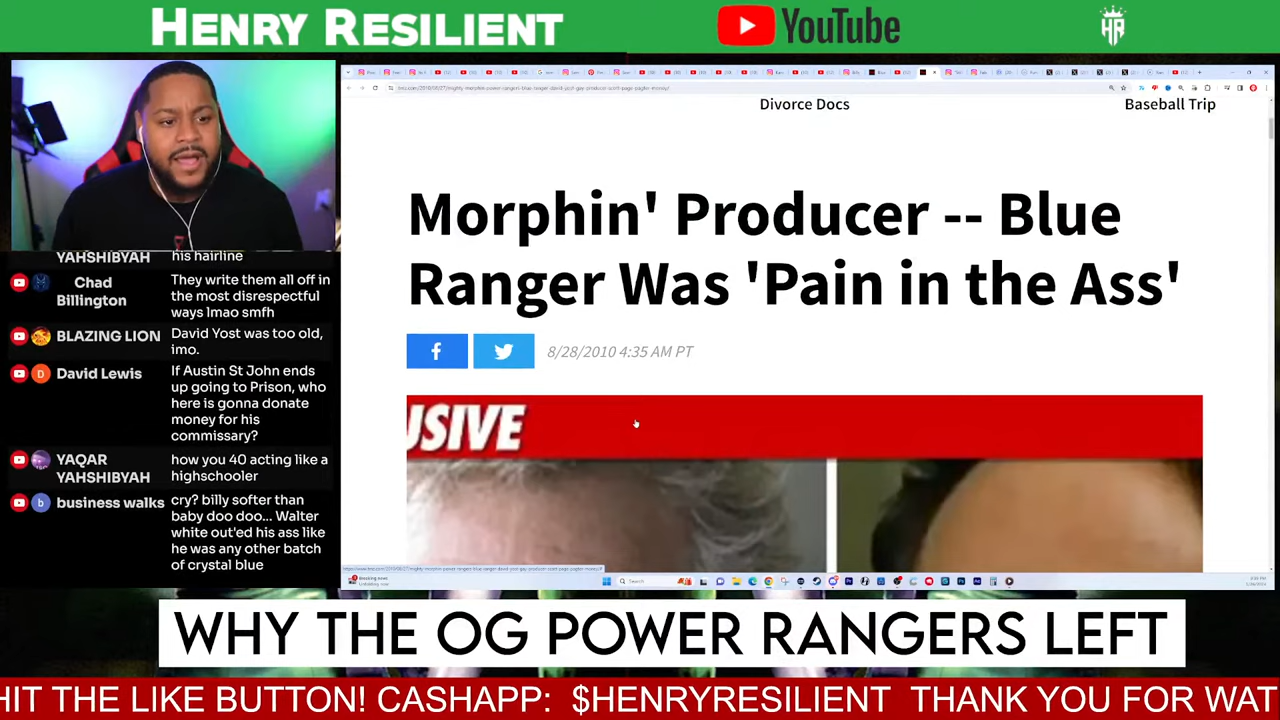 HENRY RESILIENT
YouTube
HR
Divorce Docs
Baseball Trip
Morphin' Producer -- Blue
Ranger Was 'Pain in the Ass'
8/28/2010 4:35 AM PT
USIVE
YAHSHIBYAH
his hairline
Chad
Billington
They write them all off in
the most disrespectful
ways lmao smfh
BLAZING LION
David Yost was too old,
imo.
David Lewis
If Austin St John ends
up going to Prison, who
here is gonna donate
money for his
commissary?
YAQAR
YAHSHIBYAH
how you 40 acting like a
highschooler
business walks
cry? billy softer than
baby doo doo... Walter
white out'ed his ass like
he was any other batch
of crystal blue
Search
WHY THE OG POWER RANGERS LEFT
HIT THE LIKE BUTTON! CASHAPP: $HENRYRESILIENT THANK YOU FOR WAT